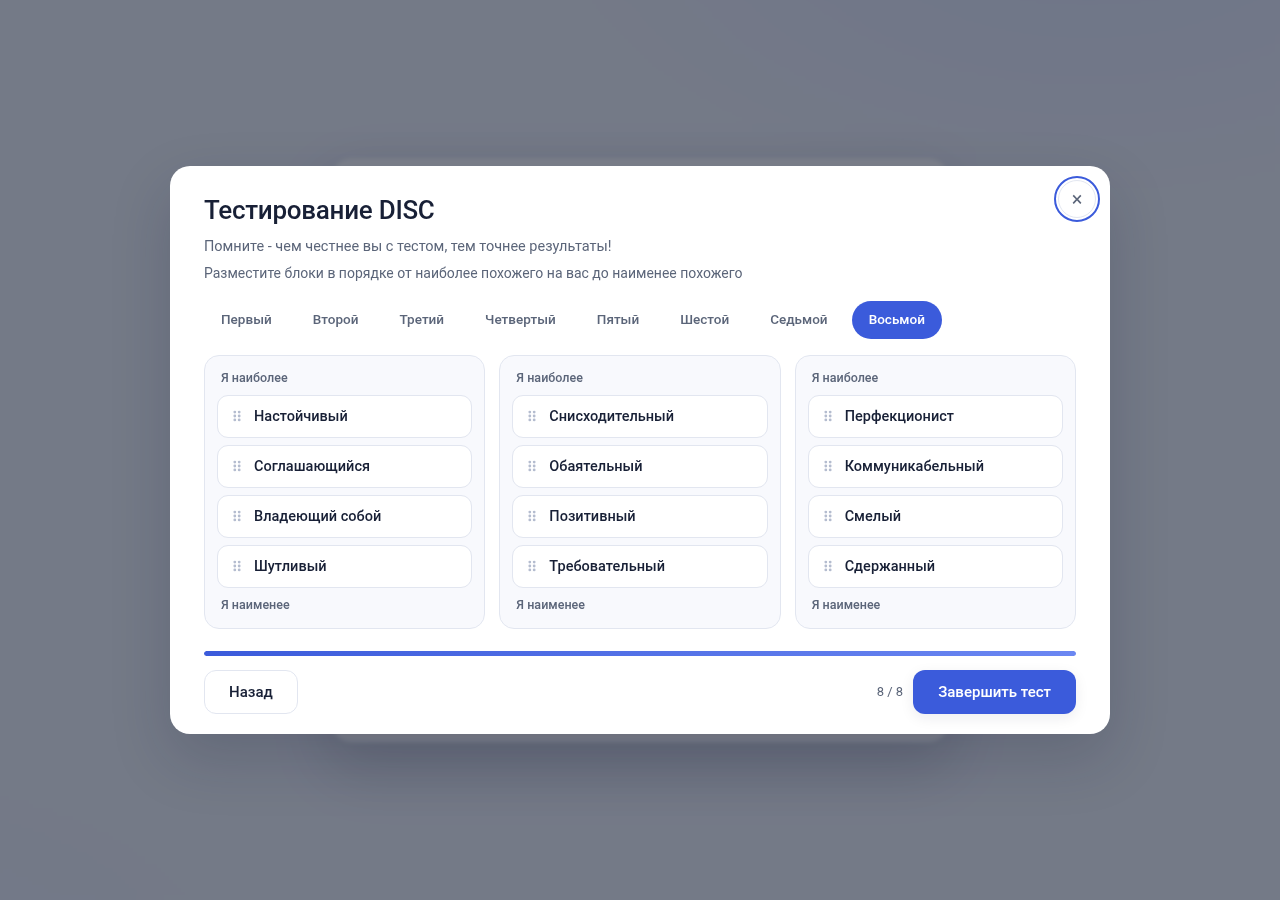 Тестирование DISC
Помните - чем честнее вы с тестом, тем точнее результаты!
Разместите блоки в порядке от наиболее похожего на вас до наименее похожего
Первый Второй Третий Четвертый Пятый Шестой Седьмой Восьмой
Я наиболее
Настойчивый
Соглашающийся
Владеющий собой
Шутливый
Я наименее
Я наиболее
Снисходительный
Обаятельный
Позитивный
Требовательный
Я наименее
Я наиболее
Перфекционист
Коммуникабельный
Смелый
Сдержанный
Я наименее
Назад
8 / 8
Завершить тест